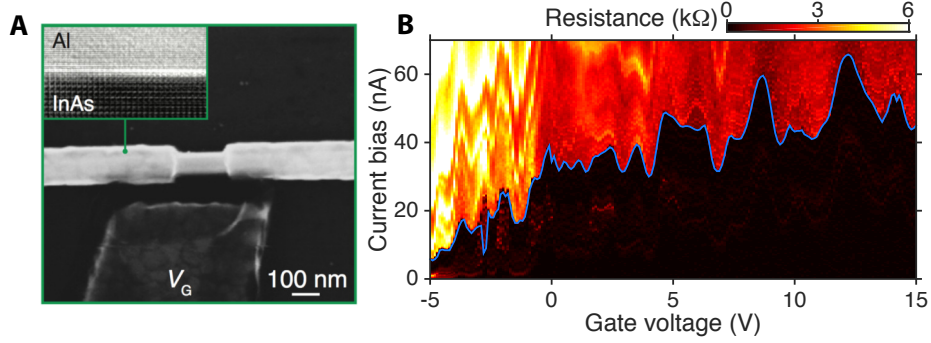 A
Al
InAs
V_G
100 nm
B
Resistance (kΩ)
0 3 6
Current bias (nA)
60
40
20
0
-5 0 5 10 15
Gate voltage (V)